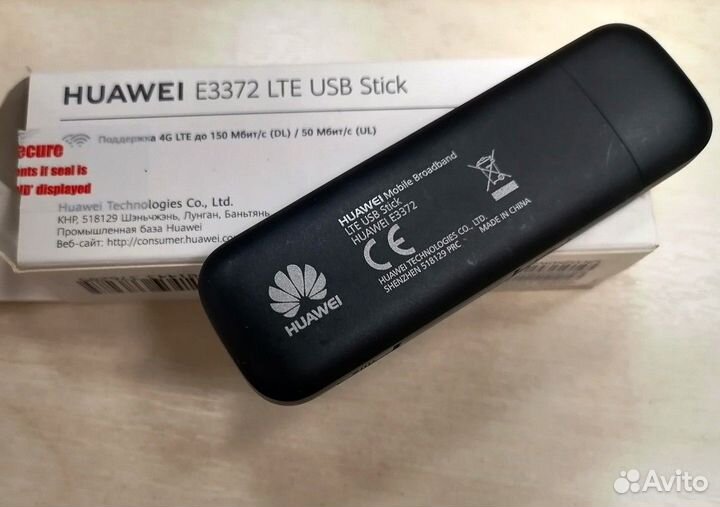 HUAWEI E3372 LTE USB Stick
Поддержка 4G LTE до 150 Мбит/с (DL) / 50 Мбит/с (UL)
ecure
ents if seal is
displayed
Huawei Technologies Co., Ltd.
КНР, 518129 Шэньчжэнь, Лунган, Баньтянь,
Промышленная база Huawei
Веб-сайт: http://consumer.huawei.com
HUAWEI Mobile Broadband
LTE USB Stick
HUAWEI E3372
CE
HUAWEI TECHNOLOGIES CO., LTD.
SHENZHEN 518129 PRC
MADE IN CHINA
HUAWEI
Avito